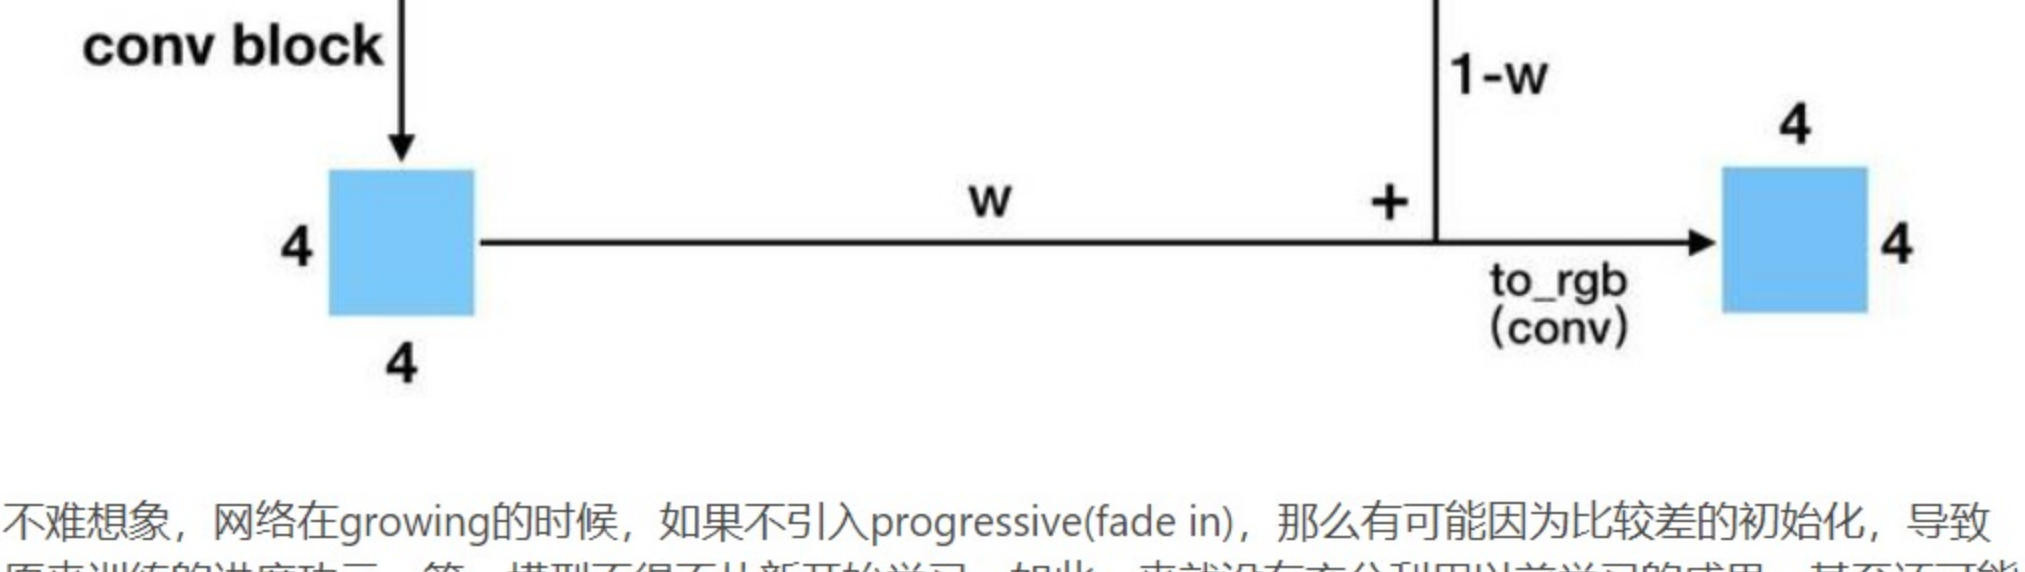 conv block
1-w
4
w
+
4
4
to_rgb
(conv)
4
不难想象，网络在growing的时候，如果不引入progressive(fade in)，那么有可能因为比较差的初始化，导致